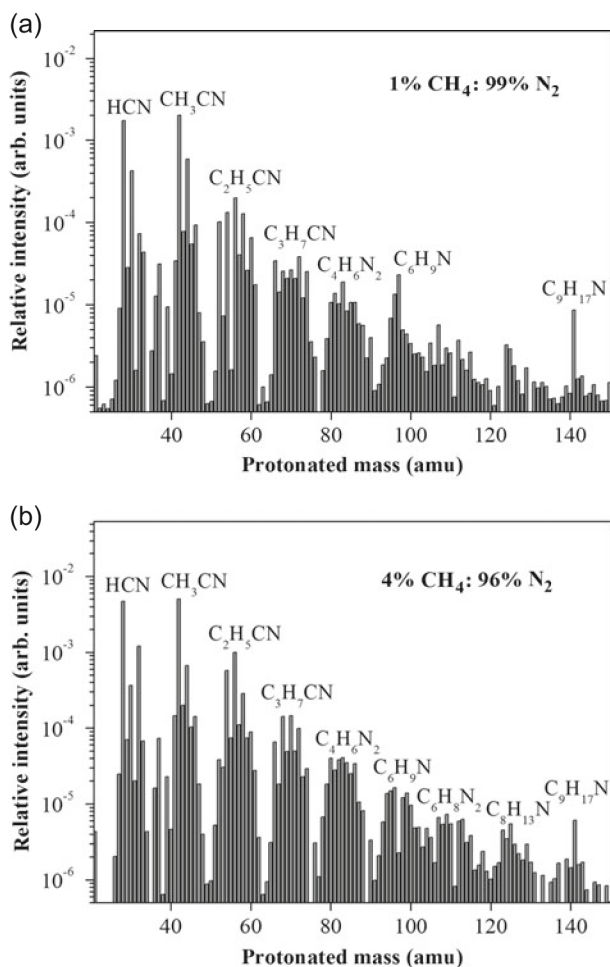 (a)
10⁻²
10⁻³
10⁻⁴
10⁻⁵
10⁻⁶
Relative intensity (arb. units)
1% CH₄: 99% N₂
HCN
CH₃CN
C₂H₅CN
C₃H₇CN
C₄H₆N₂
C₆H₉N
C₉H₁₇N
40 60 80 100 120 140
Protonated mass (amu)
(b)
10⁻²
10⁻³
10⁻⁴
10⁻⁵
10⁻⁶
Relative intensity (arb. units)
4% CH₄: 96% N₂
HCN
CH₃CN
C₂H₅CN
C₃H₇CN
C₄H₆N₂
C₆H₉N
C₆H₈N₂
C₈H₁₃N
C₉H₁₇N
40 60 80 100 120 140
Protonated mass (amu)